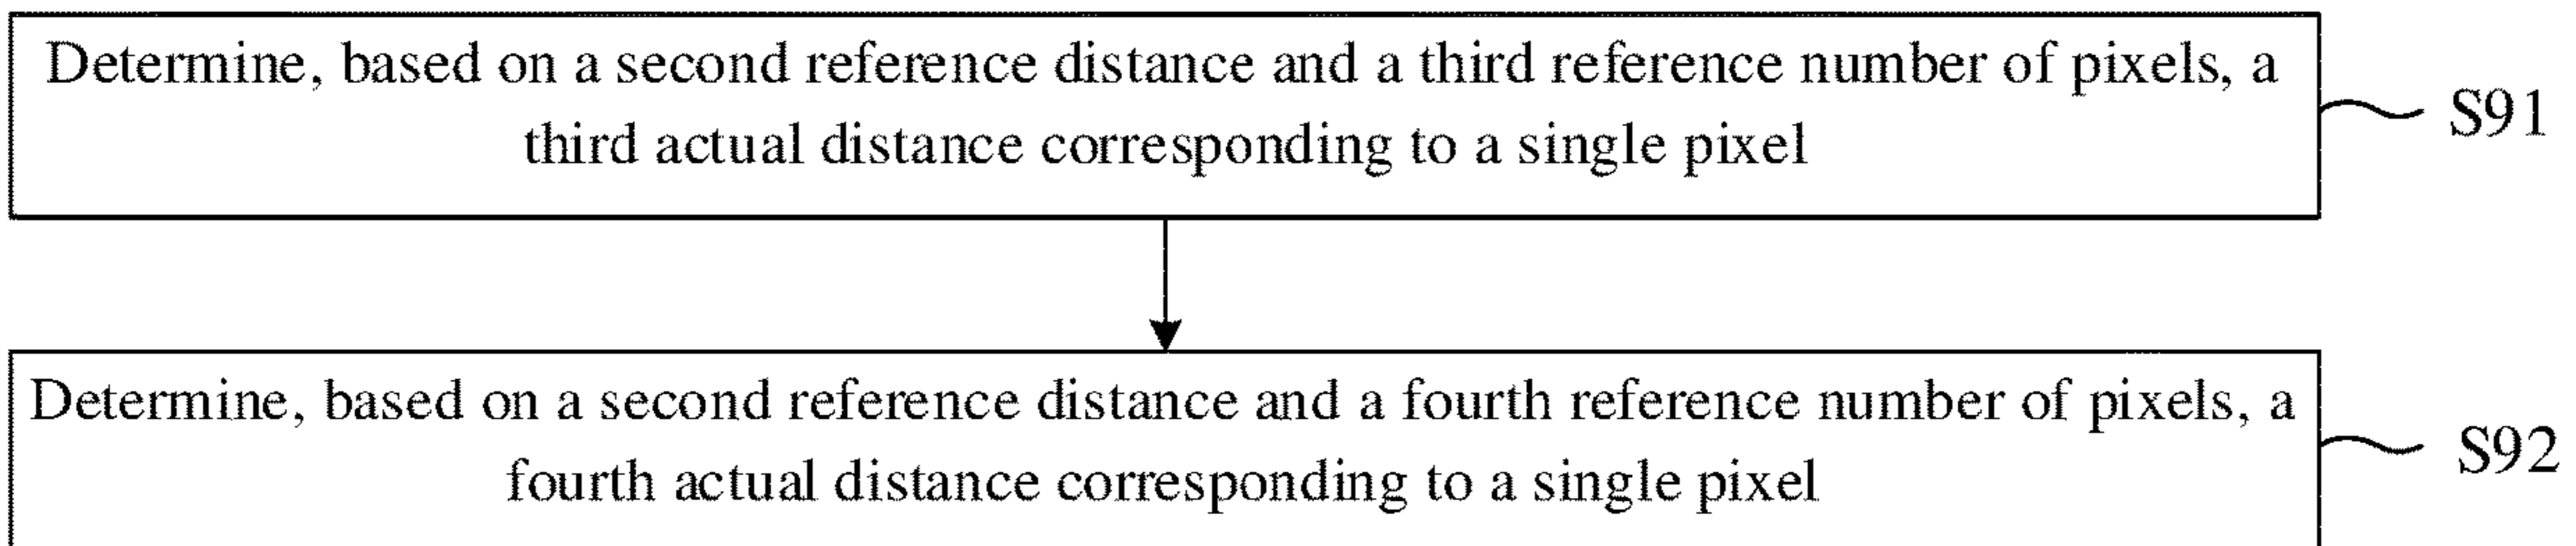 Determine, based on a second reference distance and a third reference number of pixels, a
third actual distance corresponding to a single pixel
S91
Determine, based on a second reference distance and a fourth reference number of pixels, a
fourth actual distance corresponding to a single pixel
S92